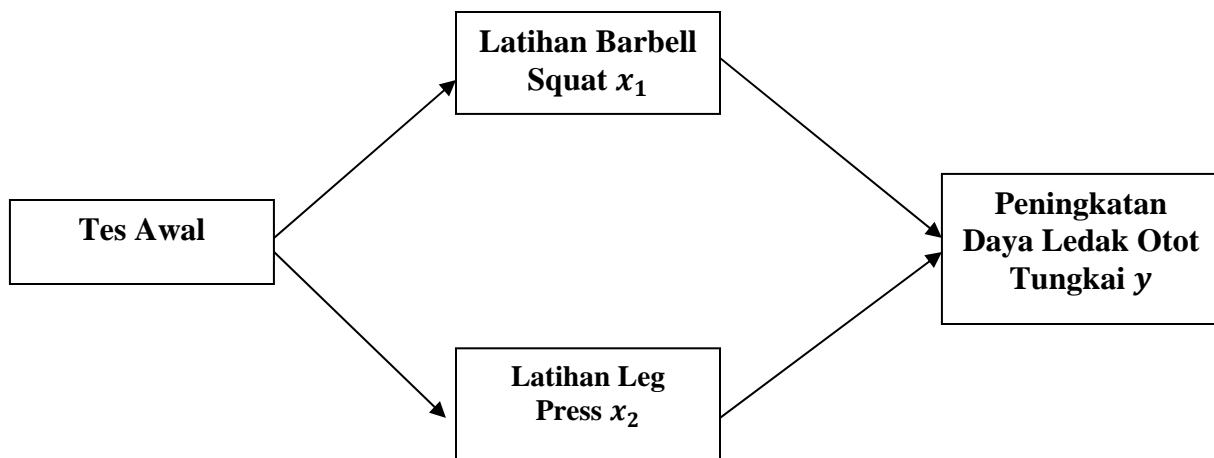 Latihan Barbell
Squat x₁
Tes Awal
Peningkatan
Daya Ledak Otot
Tungkai y
Latihan Leg
Press x₂